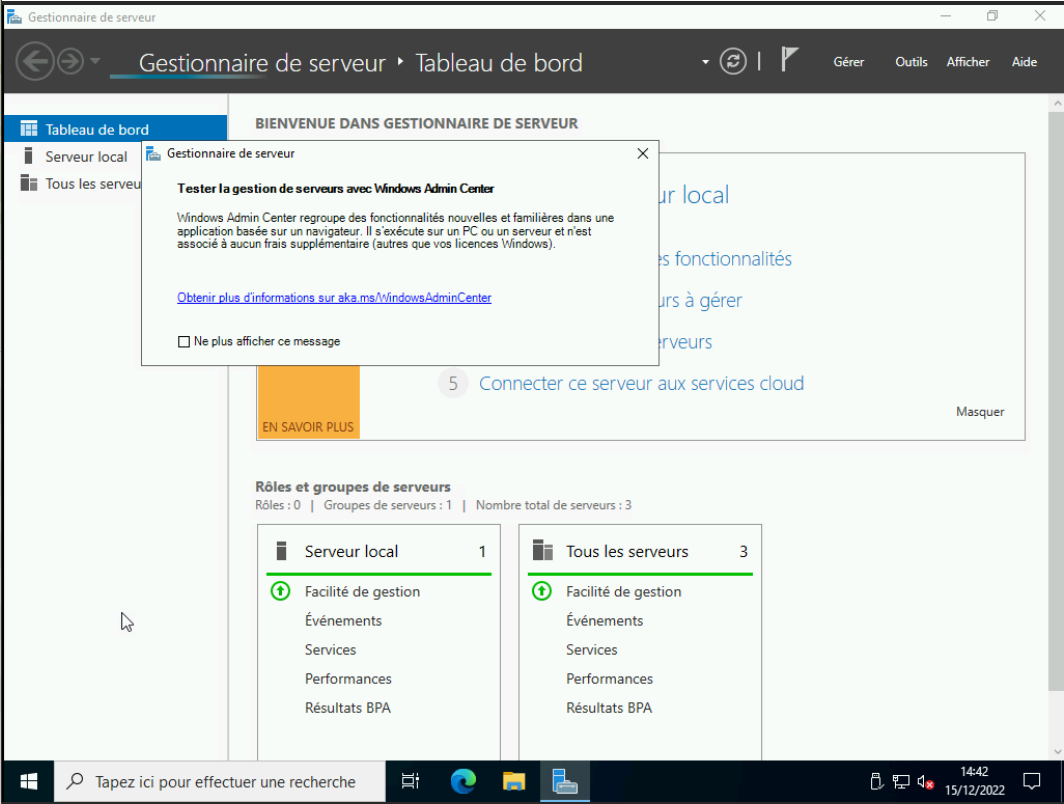 Gestionnaire de serveur
Gestionnaire de serveur • Tableau de bord
Gérer Outils Afficher Aide
Tableau de bord
Serveur local
Tous les serveu
BIENVENUE DANS GESTIONNAIRE DE SERVEUR
Gestionnaire de serveur
Tester la gestion de serveurs avec Windows Admin Center
Windows Admin Center regroupe des fonctionnalités nouvelles et familières dans une
application basée sur un navigateur. Il s'exécute sur un PC ou un serveur et n'est
associé à aucun frais supplémentaire (autres que vos licences Windows).
Obtenir plus d'informations sur aka.ms/WindowsAdminCenter
Ne plus afficher ce message
ur local
es fonctionnalités
urs à gérer
erveurs
5 Connecter ce serveur aux services cloud
EN SAVOIR PLUS
Masquer
Rôles et groupes de serveurs
Rôles : 0 | Groupes de serveurs : 1 | Nombre total de serveurs : 3
Serveur local 1
Facilité de gestion
Événements
Services
Performances
Résultats BPA
Tous les serveurs 3
Facilité de gestion
Événements
Services
Performances
Résultats BPA
Tapez ici pour effectuer une recherche
14:42
15/12/2022